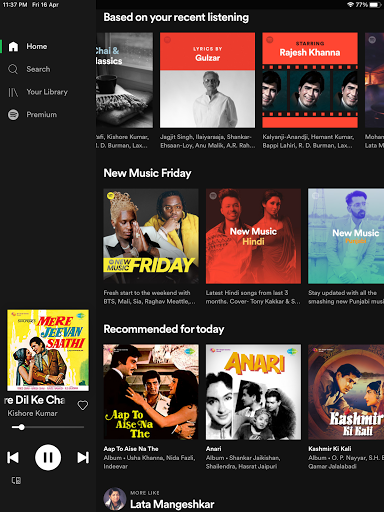 11:37 PM Fri 16 Apr
77%
Home
Search
Your Library
Premium
Based on your recent listening
Chai &
LYRICS BY
Gulzar
STARRING
Rajesh Khanna
Kishore Kumar,
R. D. Burman, Lax...
Jagjit Singh, Ilaiyaraaja, Shankar-
Ehsaan-Loy, Anu Malik, A.R. Rah...
Kalyanji-Anandji, Hemant Kumar,
Bappi Lahiri, R. D. Burman, Lax...
New Music Friday
NEW
MUSIC
FRIDAY
New Music
Hindi
New Music
Fresh start to the weekend with
BTS, Mali, Sia, Raghav Meattle,...
Latest Hindi songs from last 3
months. Cover- Tony Kakkar & S...
Stay updated with all the
smashing new Punjabi mus
Recommended for today
MERE
JEEVAN
SAATHI
re Dil Ke Cha
Kishore Kumar
AAP TO
AISE NA
THE
ANARI
Kashmir
Ki Kali
Aap To Aise Na The
Album • Usha Khanna, Nida Fazli,
Indeevar
Anari
Album • Shankar Jaikishan,
Shailendra, Hasrat Jaipuri
Kashmir Ki Kali
Album • O. P. Nayyar, S.H.
Qamar Jalalabadi
MORE LIKE
Lata Mangeshkar